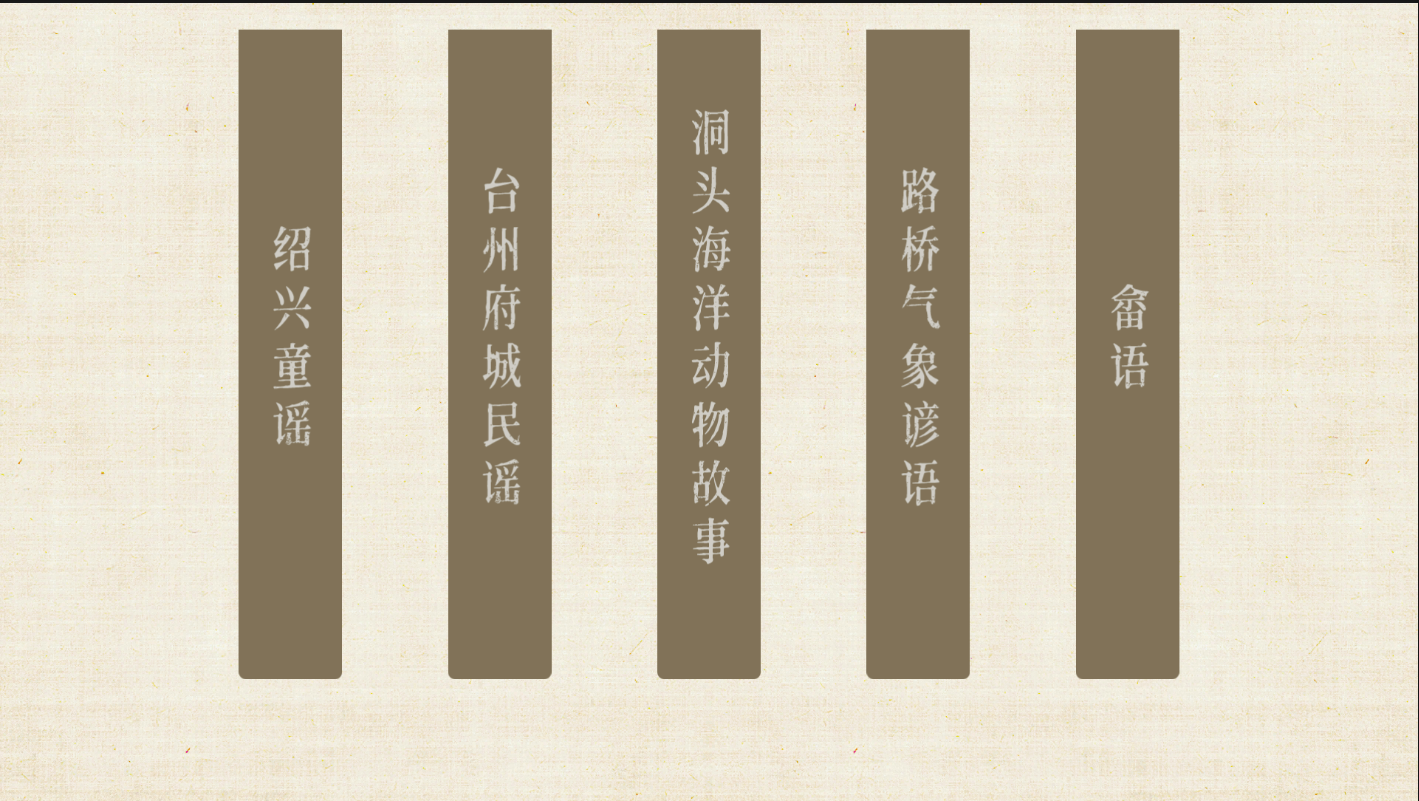 绍兴童谣
台州府城民谣
洞头海洋动物故事
路桥气象谚语
畲语